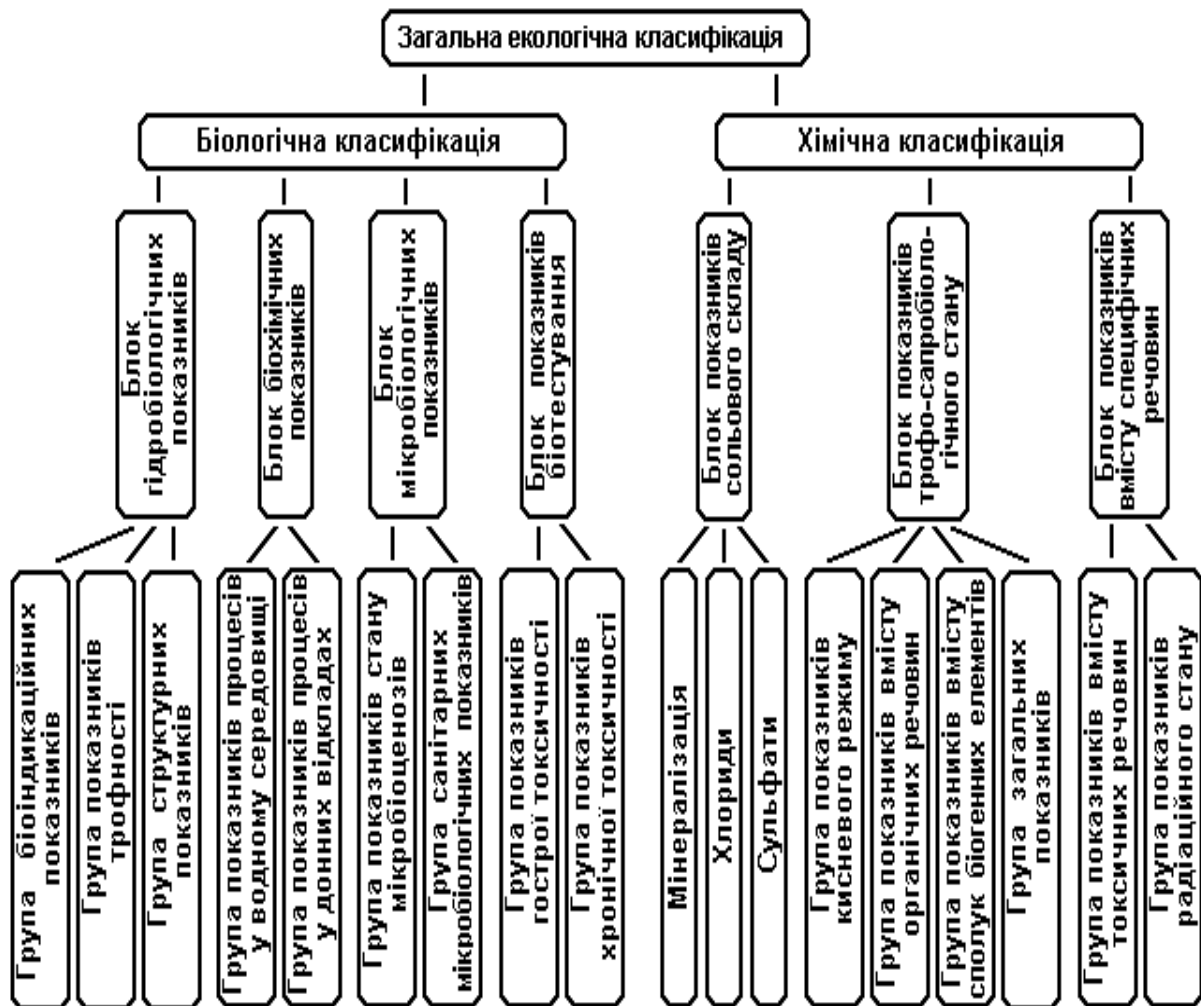 Загальна екологічна класифікація
Біологічна класифікація
Хімічна класифікація
Блок
гідробіологічних
показників
Блок біохімічних
показників
Блок
мікробіологічних
показників
Блок показників
біотестування
Блок показників
сольового складу
Блок показників
трофо-сапробіоло-
гічного стану
Блок показників
вмісту специфічних
речовин
Група біоіндикаційних
показників
Група показників
трофності
Група структурних
показників
Група показників процесів
у водному середовищі
Група показників процесів
у донних відкладах
Група показників стану
мікробіоценозів
Група санітарних
мікробіологічних показників
Група показників
гострої токсичності
Група показників
хронічної токсичності
Мінералізація
Хлориди
Сульфати
Група показників
кисневого режиму
Група показників вмісту
органічних речовин
Група показників вмісту
сполук біогенних елементів
Група загальних
показників
Група показників вмісту
токсичних речовин
Група показників
радіаційного стану